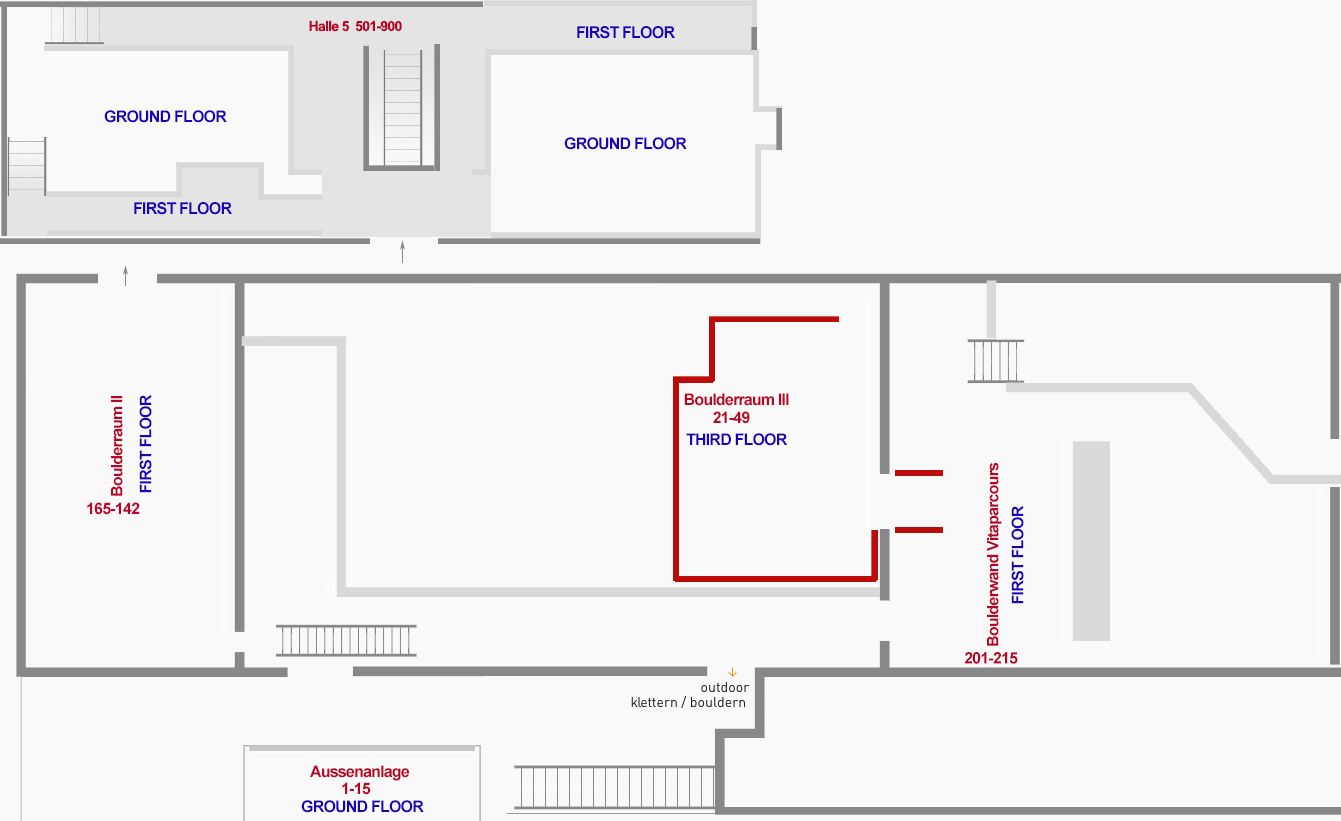 Halle 5 501-900
FIRST FLOOR
GROUND FLOOR
GROUND FLOOR
FIRST FLOOR
Boulderraum II
FIRST FLOOR
165-142
Boulderraum III
21-49
THIRD FLOOR
Boulderwand Vitaparcours
FIRST FLOOR
201-215
outdoor
klettern / bouldern
Aussenanlage
1-15
GROUND FLOOR